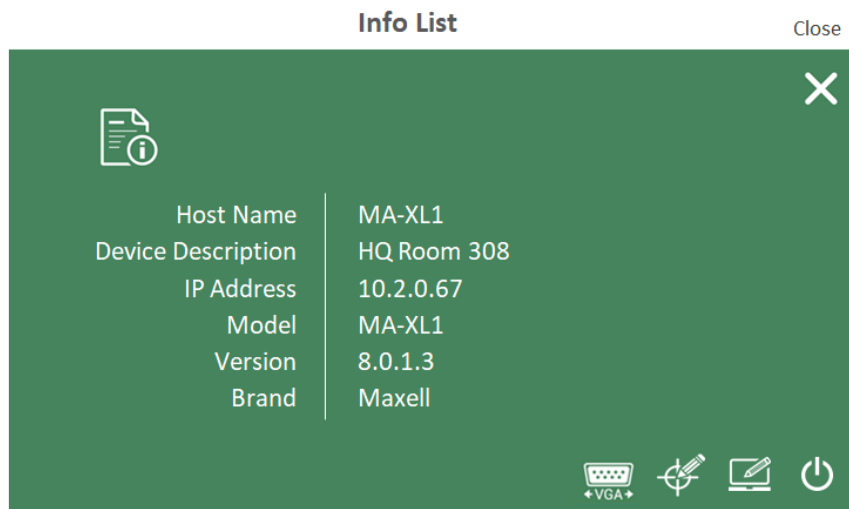 Info List
Close
Host Name MA-XL1
Device Description HQ Room 308
IP Address 10.2.0.67
Model MA-XL1
Version 8.0.1.3
Brand Maxell
VGA